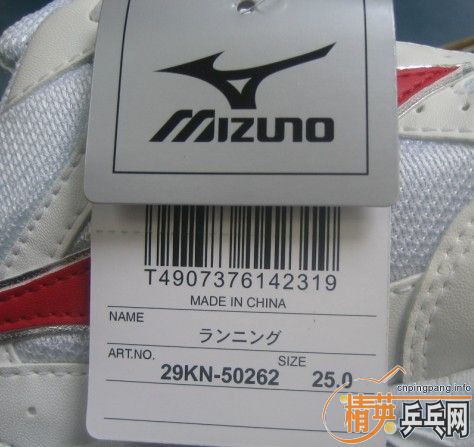 MIZUNO
T4907376142319
MADE IN CHINA
NAME
ランニング
ART.NO.
SIZE
29KN-50262
25.0
cnpingpang.info
精英乒乓网